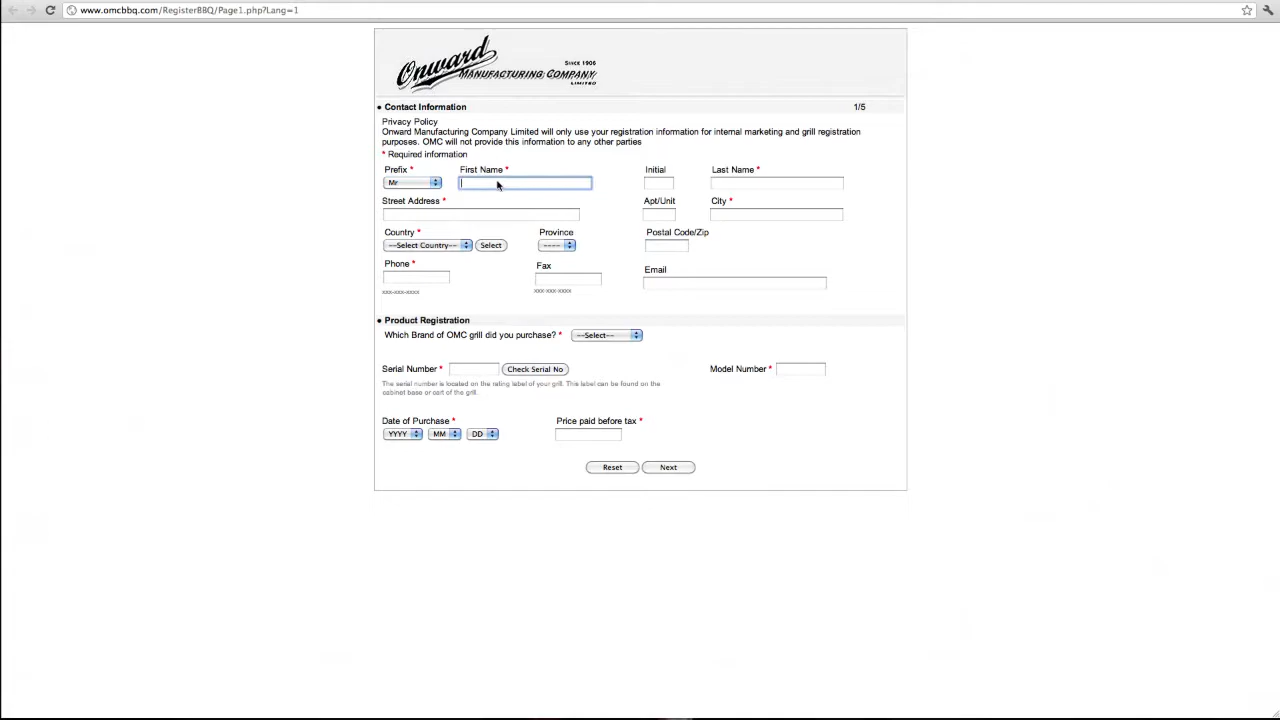 www.omcbbq.com/RegisterBBQ/Page1.php?Lang=1
Onward
SINCE 1906
MANUFACTURING COMPANY
LIMITED
• Contact Information 1/5
Privacy Policy
Onward Manufacturing Company Limited will only use your registration information for internal marketing and grill registration
purposes. OMC will not provide this information to any other parties
* Required information
Prefix * First Name * Initial Last Name *
Mr
Street Address * Apt/Unit City *
Country * Province Postal Code/Zip
---Select Country--- Select ----
Phone * Fax Email
xxx-xxx-xxxx xxx-xxx-xxxx
• Product Registration
Which Brand of OMC grill did you purchase? * ---Select---
Serial Number * Check Serial No Model Number *
The serial number is located on the rating label of your grill. This label can be found on the
cabinet base or cart of the grill.
Date of Purchase * Price paid before tax *
YYYY MM DD
Reset Next